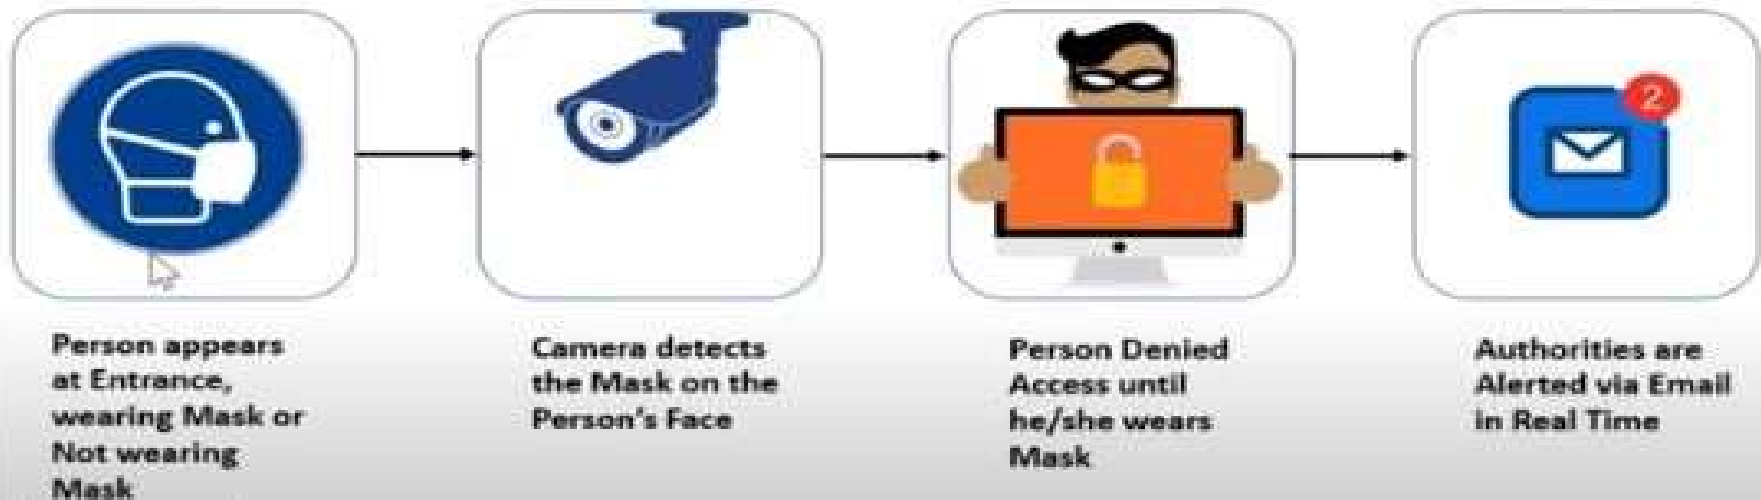 2
Person appears
at Entrance,
wearing Mask or
Not wearing
Mask
Camera detects
the Mask on the
Person's Face
Person Denied
Access until
he/she wears
Mask
Authorities are
Alerted via Email
in Real Time